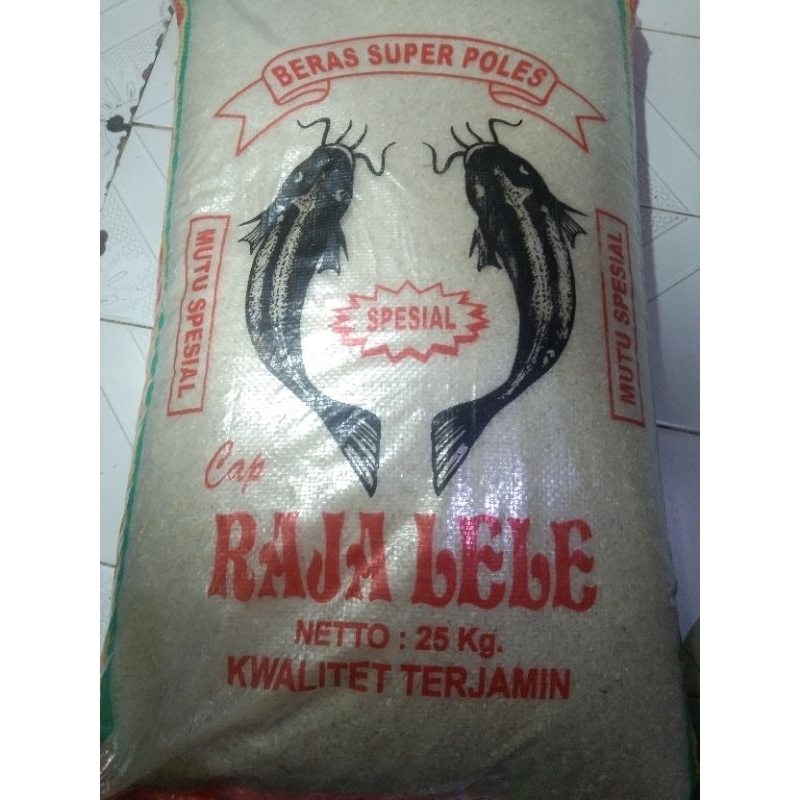 BERAS SUPER POLES
MUTU SPESIAL
SPESIAL
MUTU SPESIAL
Cap
RAJA LELE
NETTO : 25 Kg.
KWALITET TERJAMIN